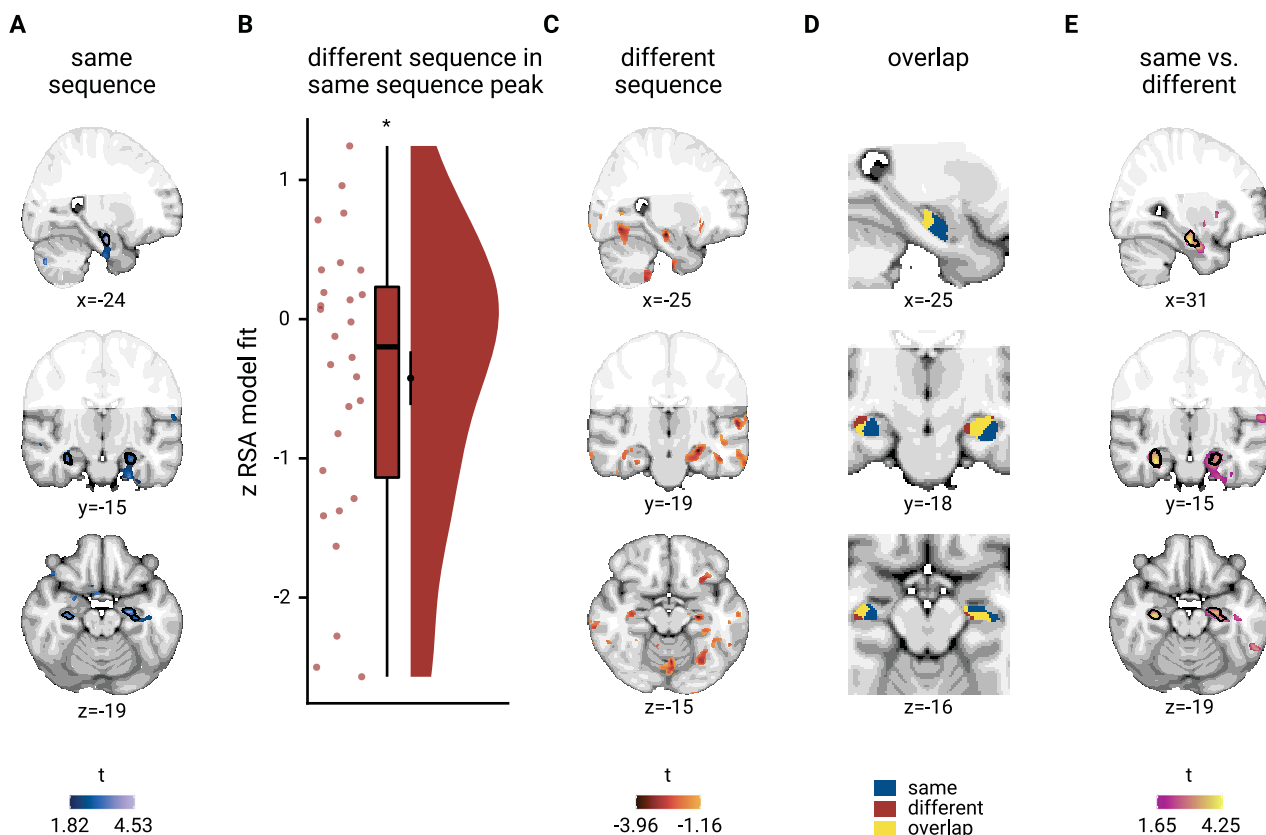 A
same
sequence
x=-24
y=-15
z=-19
t
1.82 4.53
B
different sequence in
same sequence peak
*
z RSA model fit
1
0
-1
-2
C
different
sequence
x=-25
y=-19
z=-15
t
-3.96 -1.16
D
overlap
x=-25
y=-18
z=-16
same
different
overlap
E
same vs.
different
x=31
y=-15
z=-19
t
1.65 4.25